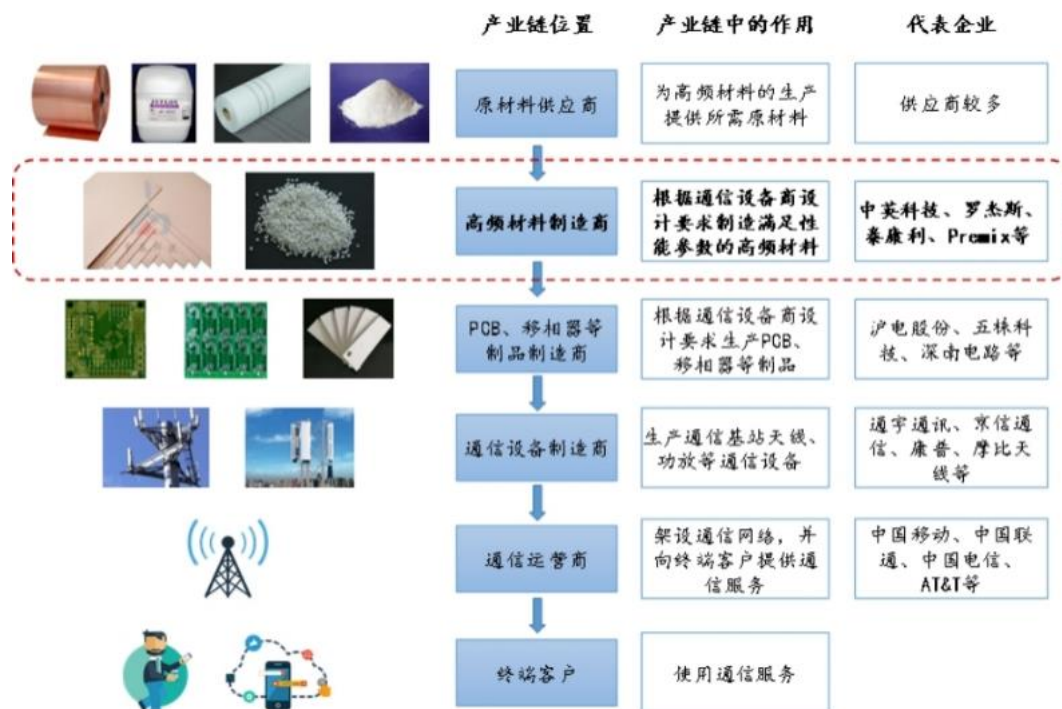 产业链位置
产业链中的作用
代表企业
原材料供应商
为高频材料的生产
提供所需原材料
供应商较多
高频材料制造商
根据通信设备商设
计要求制造满足性
能参数的高频材料
中英科技、罗杰斯、
泰康利、Premix等
PCB、移相器等
制品制造商
根据通信设备商设
计要求生产PCB、
移相器等制品
沪电股份、五株科
技、深南电路等
通信设备制造商
生产通信基站天线、
功放等通信设备
通宇通讯、京信通
信、康普、摩比天
线等
通信运营商
架设通信网络，并
向终端客户提供通
信服务
中国移动、中国联
通、中国电信、
AT&T等
终端客户
使用通信服务